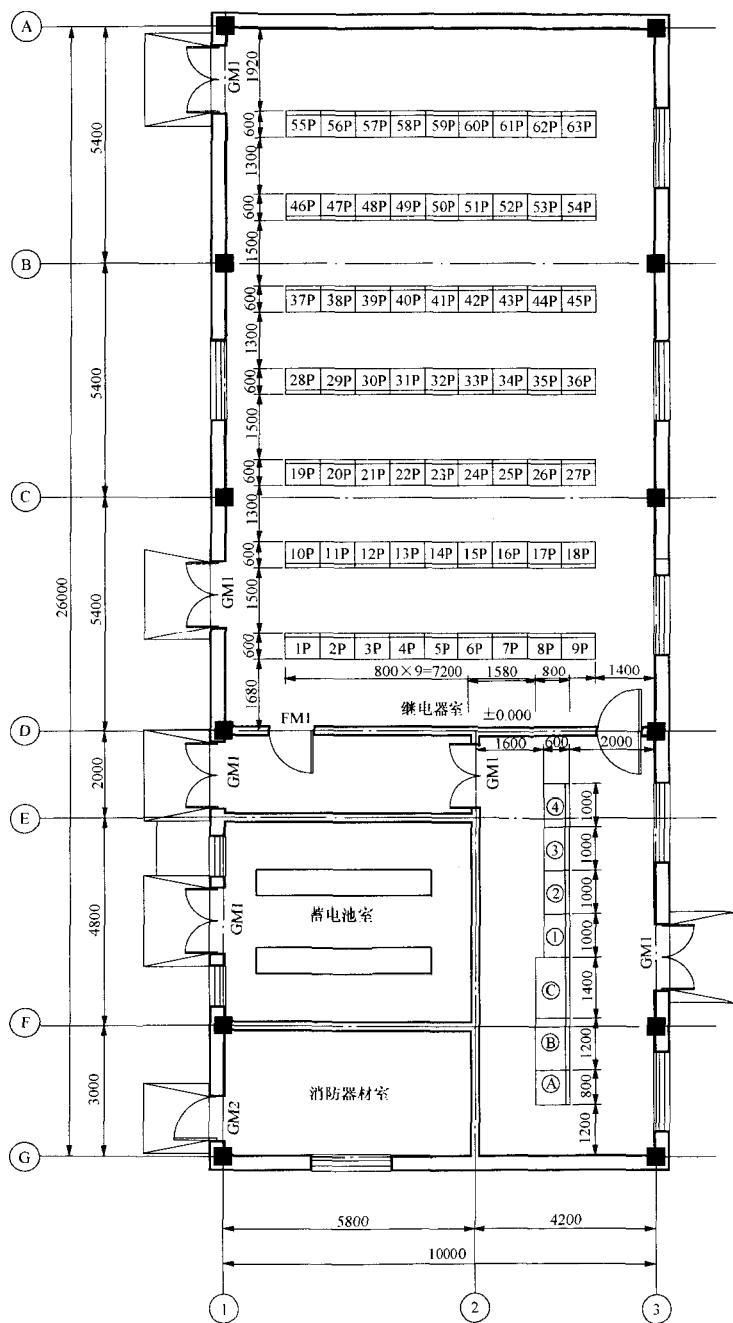 A
GM1
1920
5400
600
55P 56P 57P 58P 59P 60P 61P 62P 63P
1300
600
46P 47P 48P 49P 50P 51P 52P 53P 54P
1500
B
600
37P 38P 39P 40P 41P 42P 43P 44P 45P
1300
5400
600
28P 29P 30P 31P 32P 33P 34P 35P 36P
1500
600
19P 20P 21P 22P 23P 24P 25P 26P 27P
C
1300
26000
5400
600
10P 11P 12P 13P 14P 15P 16P 17P 18P
GM1
1500
600
1P 2P 3P 4P 5P 6P 7P 8P 9P
800×9=7200 1580 800 1400
1680
FM1 继电器室 ±0.000
D
1600 600 2000
2000
GM1
GM1
④ 1000
E
③ 1000
② 1000
4800
GM1
蓄电池室
① 1000
GM1
C 1400
F
B 1200
3000
消防器材室
A 800
GM2
1200
G
5800 4200
10000
1 2 3